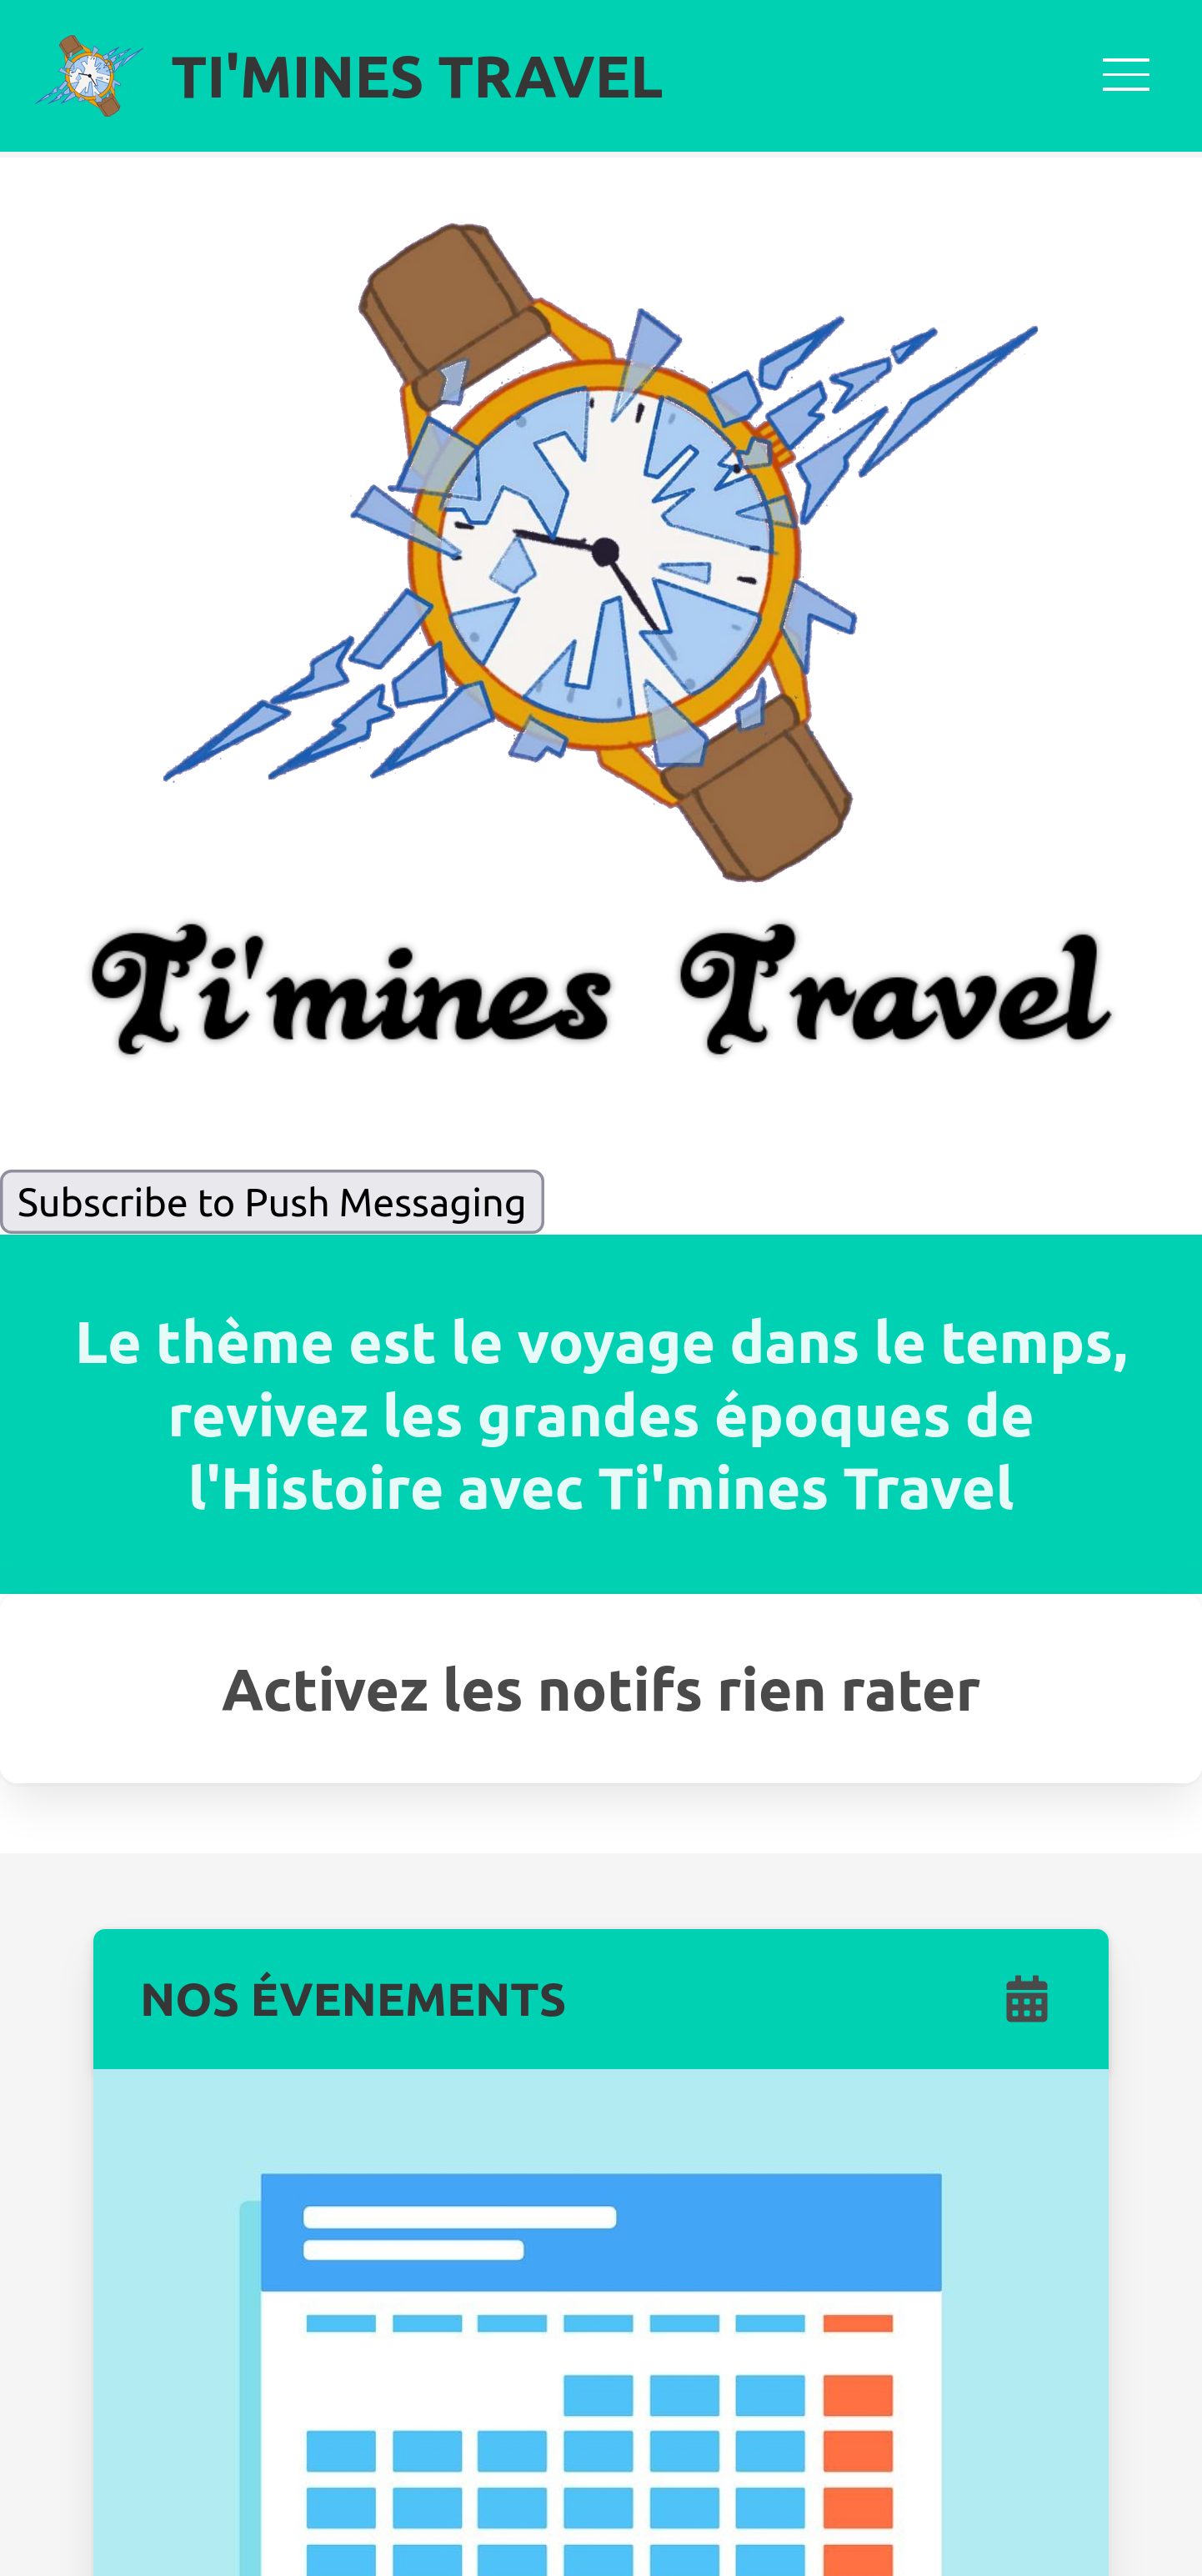 TI'MINES TRAVEL
Ti'mines Travel
Subscribe to Push Messaging
Le thème est le voyage dans le temps,
revivez les grandes époques de
l'Histoire avec Ti'mines Travel
Activez les notifs rien rater
NOS ÉVENEMENTS